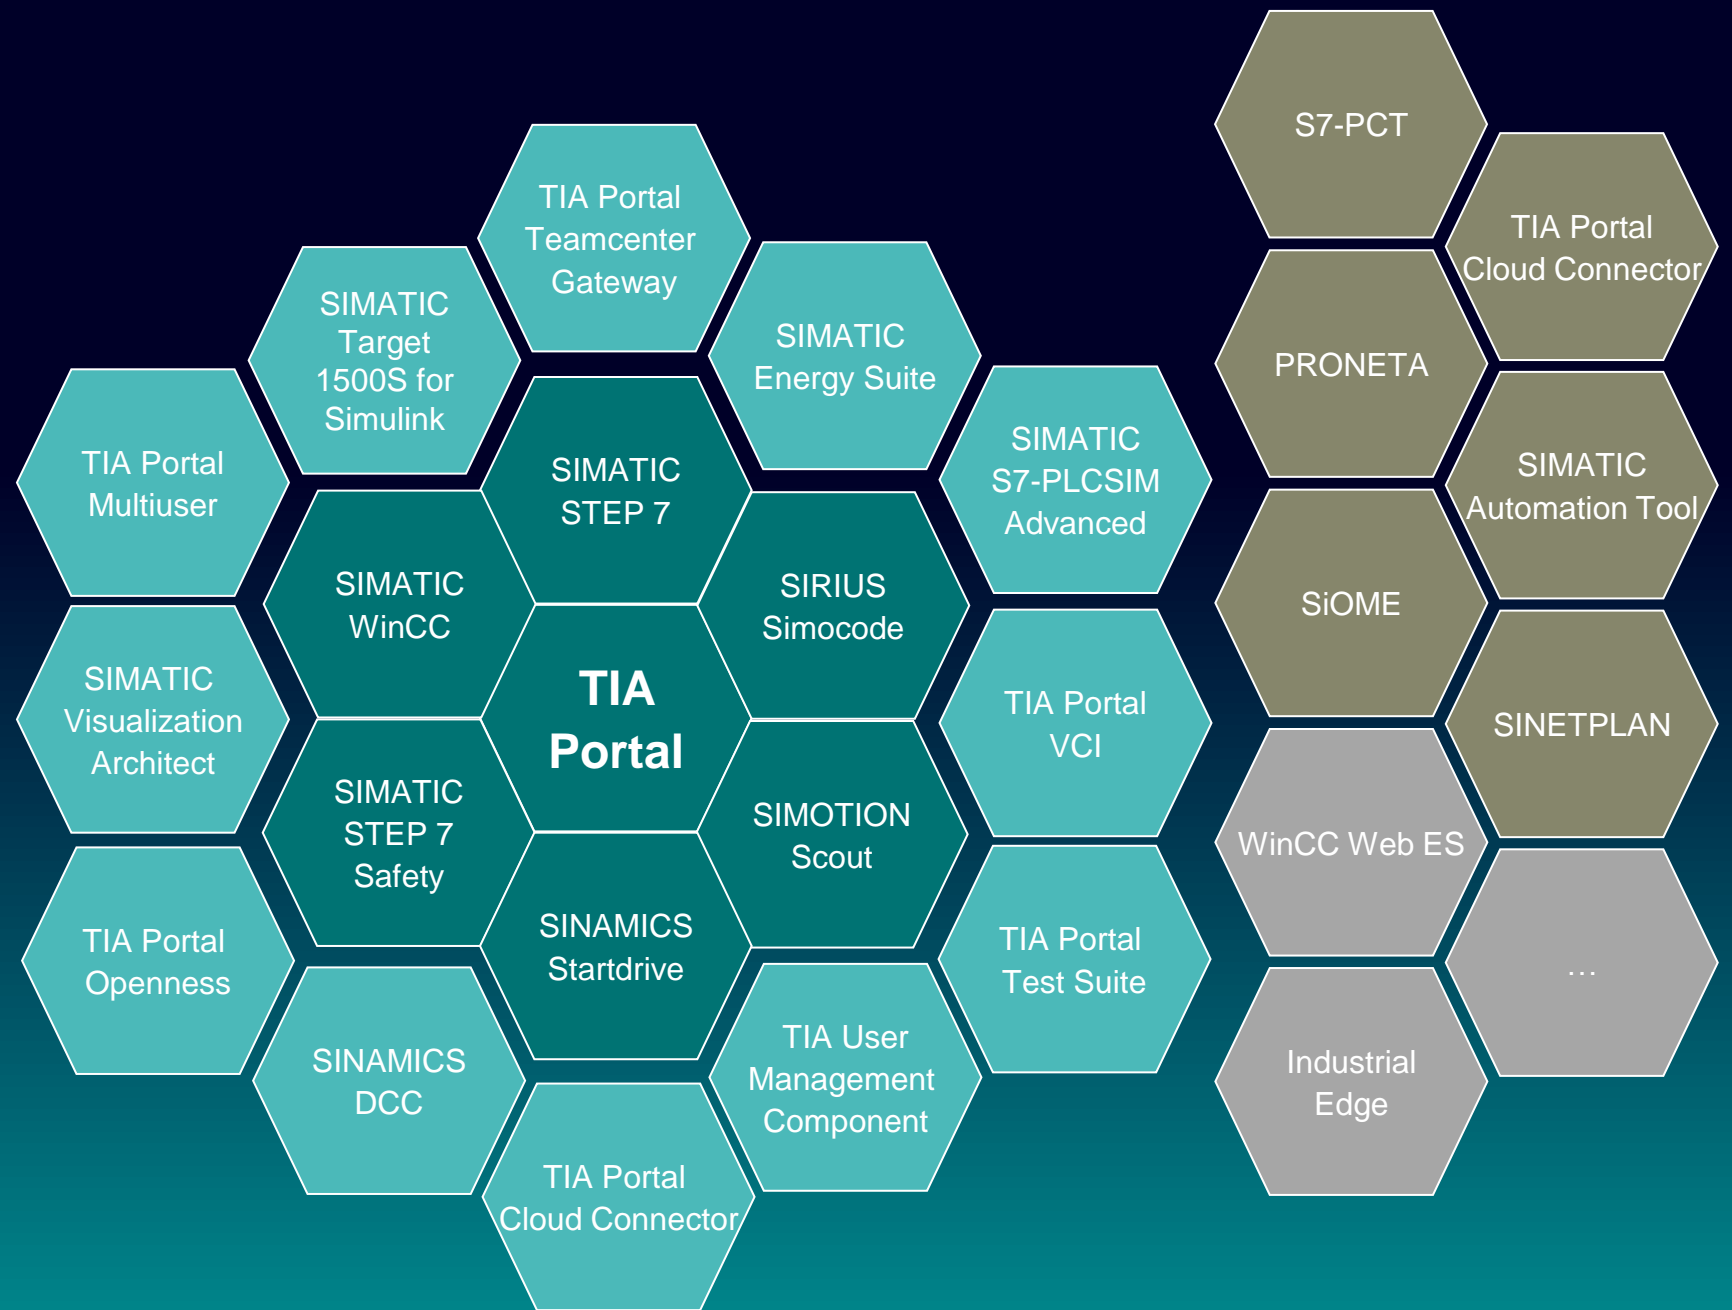 S7-PCT
TIA Portal
Teamcenter
Gateway
TIA Portal
Cloud Connector
SIMATIC
Target
1500S for
Simulink
SIMATIC
Energy Suite
PRONETA
TIA Portal
Multiuser
SIMATIC
STEP 7
SIMATIC
S7-PLCSIM
Advanced
SIMATIC
Automation Tool
SIMATIC
WinCC
SIRIUS
Simocode
SiOME
SIMATIC
Visualization
Architect
TIA
Portal
TIA Portal
VCI
SINETPLAN
SIMATIC
STEP 7
Safety
SIMOTION
Scout
WinCC Web ES
TIA Portal
Openness
SINAMICS
Startdrive
TIA Portal
Test Suite
...
SINAMICS
DCC
TIA User
Management
Component
Industrial
Edge
TIA Portal
Cloud Connector